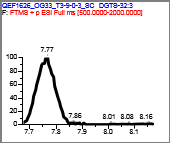 QEF1626_OG33_T3-9-0-3_SC DGTS-32:3
F: FTMS + p ESI Full ms [500.0000-2000.0000]
7.77
100
80
60
40
20
0
7.86
8.01 8.08 8.16
7.7 7.8 7.9 8.0 8.1